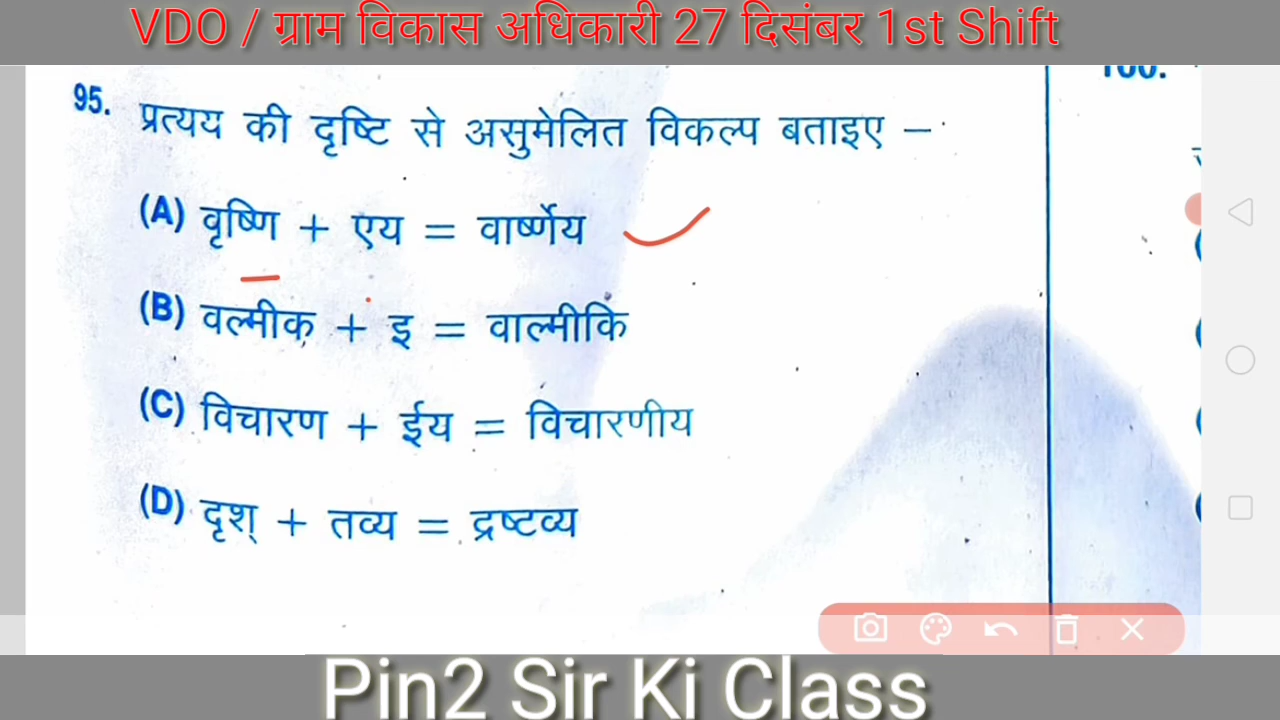 VDO / ग्राम विकास अधिकारी 27 दिसंबर 1st Shift
95. प्रत्यय की दृष्टि से असुमेलित विकल्प बताइए –
(A) वृष्णि + एय = वार्ष्णेय
(B) वल्मीक + इ = वाल्मीकि
(C) विचारण + ईय = विचारणीय
(D) दृश् + तव्य = द्रष्टव्य
Pin2 Sir Ki Class